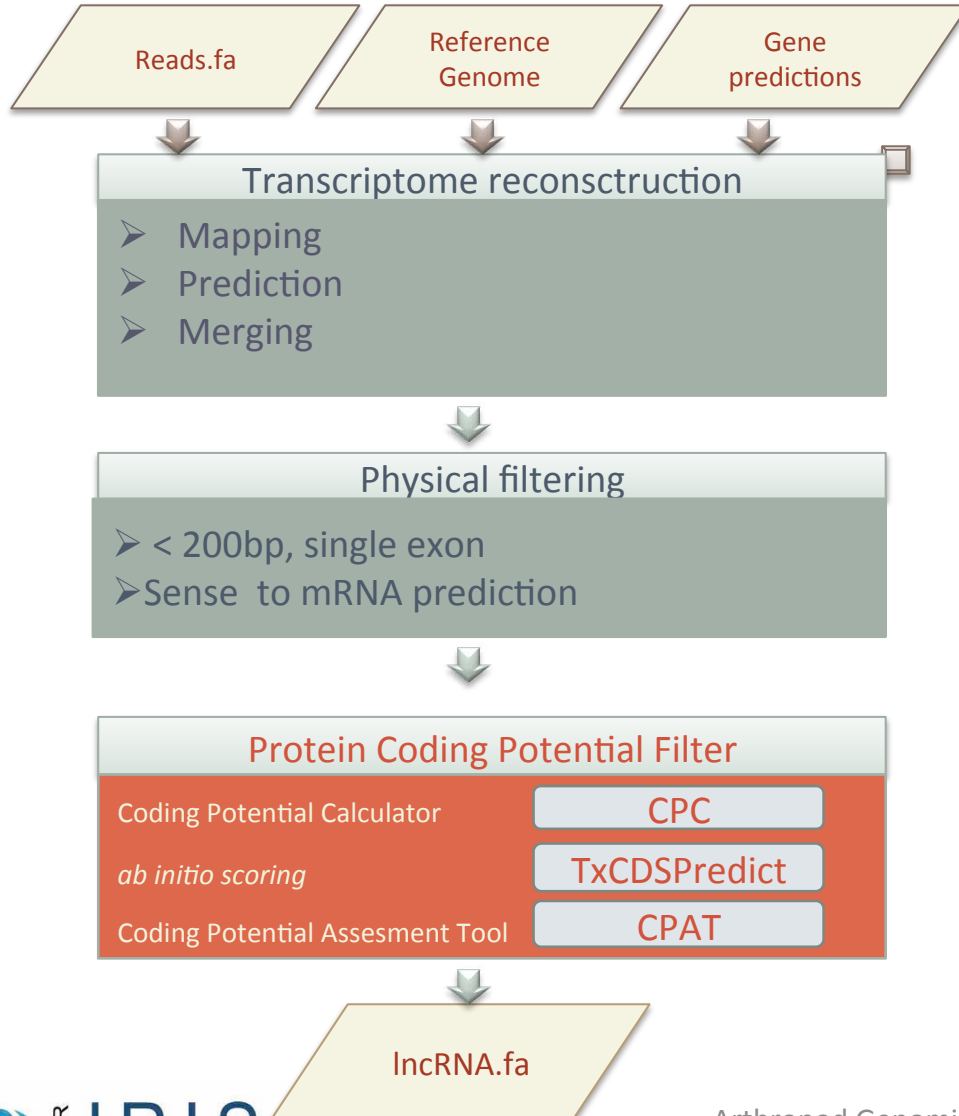 Reads.fa
Reference
Genome
Gene
predictions
Transcriptome reconsctruction
➢ Mapping
➢ Prediction
➢ Merging
Physical filtering
➢ < 200bp, single exon
➢Sense to mRNA prediction
Protein Coding Potential Filter
Coding Potential Calculator CPC
ab initio scoring TxCDSPredict
Coding Potential Assesment Tool CPAT
lncRNA.fa